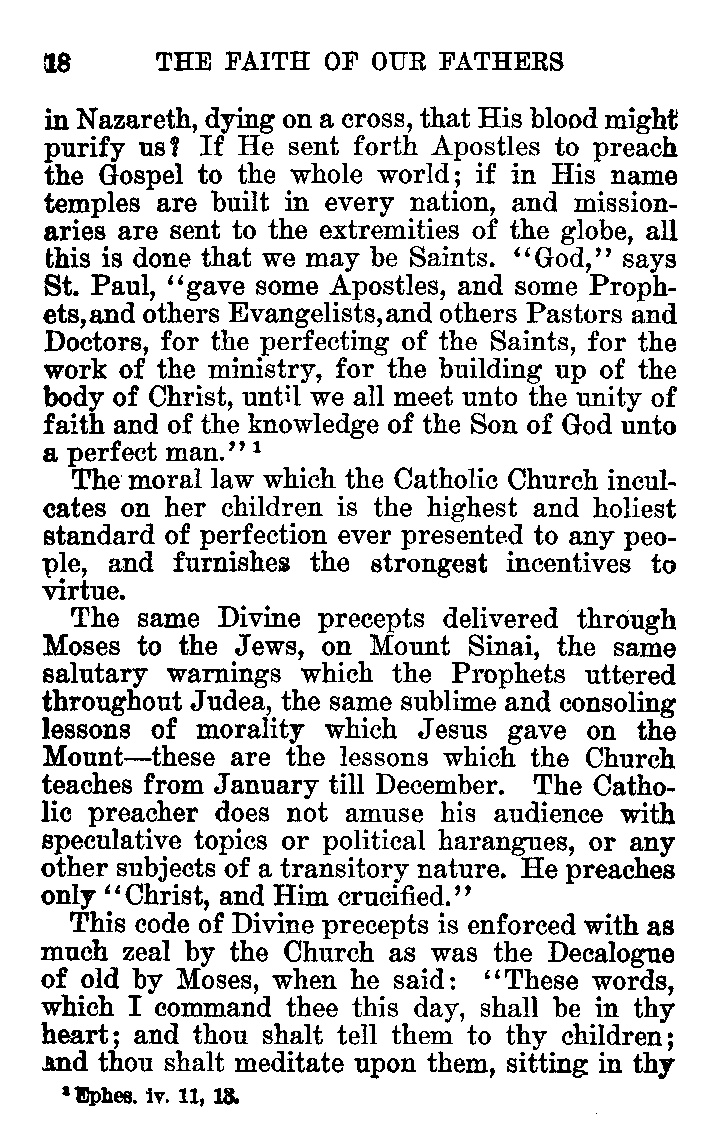 18 THE FAITH OF OUR FATHERS
in Nazareth, dying on a cross, that His blood might
purify us? If He sent forth Apostles to preach
the Gospel to the whole world; if in His name
temples are built in every nation, and mission-
aries are sent to the extremities of the globe, all
this is done that we may be Saints. "God," says
St. Paul, "gave some Apostles, and some Proph-
ets, and others Evangelists, and others Pastors and
Doctors, for the perfecting of the Saints, for the
work of the ministry, for the building up of the
body of Christ, until we all meet unto the unity of
faith and of the knowledge of the Son of God unto
a perfect man." ¹
The moral law which the Catholic Church incul-
cates on her children is the highest and holiest
standard of perfection ever presented to any peo-
ple, and furnishes the strongest incentives to
virtue.
The same Divine precepts delivered through
Moses to the Jews, on Mount Sinai, the same
salutary warnings which the Prophets uttered
throughout Judea, the same sublime and consoling
lessons of morality which Jesus gave on the
Mount—these are the lessons which the Church
teaches from January till December. The Catho-
lic preacher does not amuse his audience with
speculative topics or political harangues, or any
other subjects of a transitory nature. He preaches
only "Christ, and Him crucified."
This code of Divine precepts is enforced with as
much zeal by the Church as was the Decalogue
of old by Moses, when he said: "These words,
which I command thee this day, shall be in thy
heart; and thou shalt tell them to thy children;
and thou shalt meditate upon them, sitting in thy
¹ Ephes. iv. 11, 13.